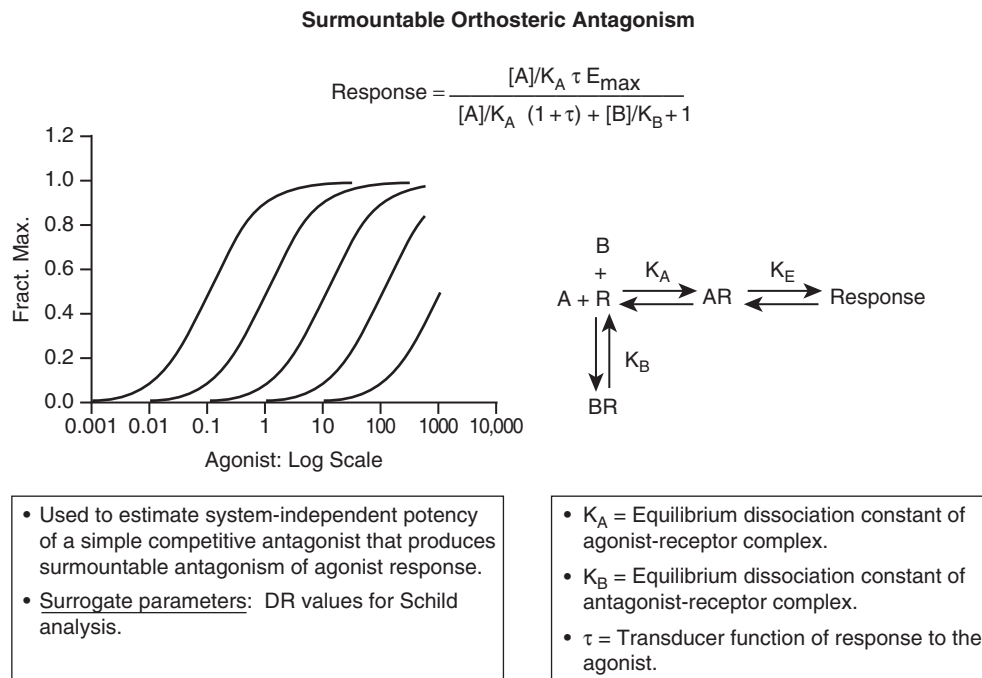 Surmountable Orthosteric Antagonism
Response = [A]/K_A τ E_max
[A]/K_A (1 + τ) + [B]/K_B + 1
Fract. Max.
1.2
1.0
0.8
0.6
0.4
0.2
0.0
0.001 0.01 0.1 1 10 100 1000 10,000
Agonist: Log Scale
B
+
A + R K_A AR K_E Response
K_B
BR
• Used to estimate system-independent potency
of a simple competitive antagonist that produces
surmountable antagonism of agonist response.
• Surrogate parameters: DR values for Schild
analysis.
• K_A = Equilibrium dissociation constant of
agonist-receptor complex.
• K_B = Equilibrium dissociation constant of
antagonist-receptor complex.
• τ = Transducer function of response to the
agonist.